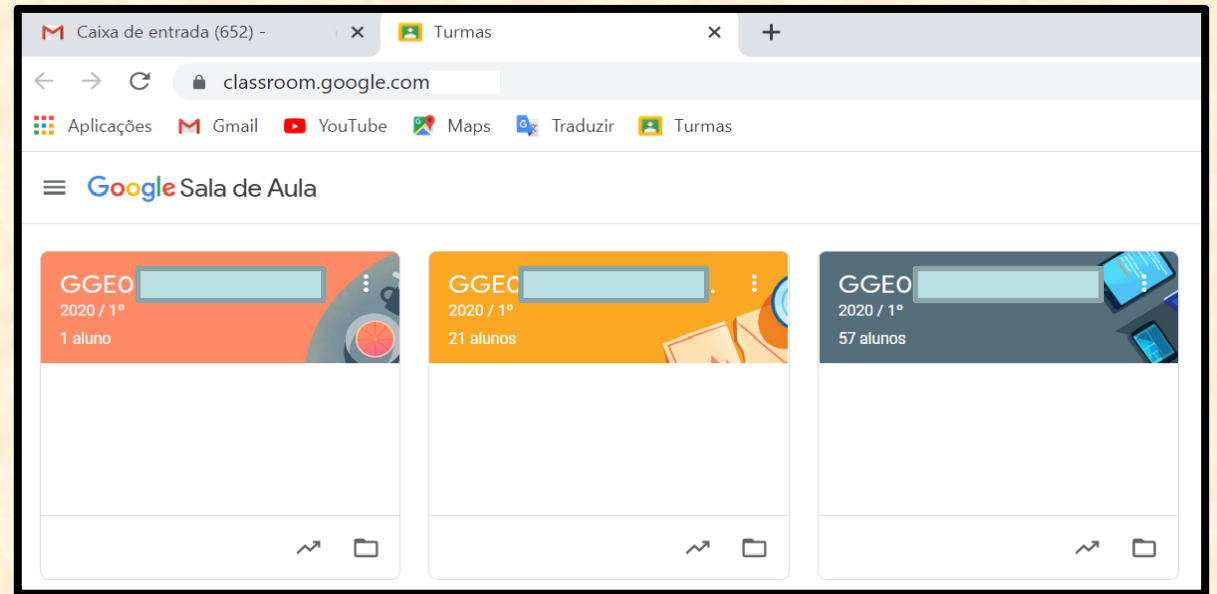 Caixa de entrada (652) -
Turmas
classroom.google.com
Aplicações Gmail YouTube Maps Traduzir Turmas
Google Sala de Aula
GGE0
2020 / 1º
1 aluno
GGE0 .
2020 / 1º
21 alunos
GGE0
2020 / 1º
57 alunos